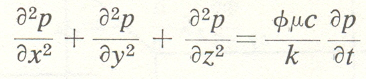 ∂²p/∂x² + ∂²p/∂y² + ∂²p/∂z² = ϕμc/k ∂p/∂t